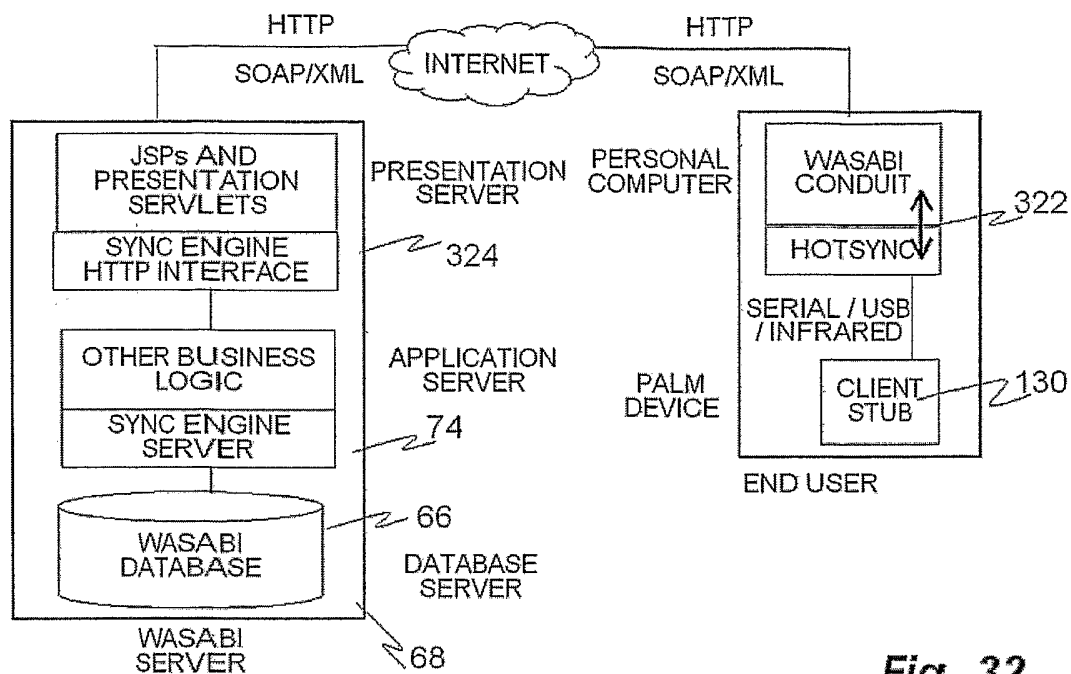 HTTP
HTTP
INTERNET
SOAP/XML
SOAP/XML
JSPs AND
PRESENTATION
SERVLETS
SYNC ENGINE
HTTP INTERFACE
PRESENTATION
SERVER
324
OTHER BUSINESS
LOGIC
SYNC ENGINE
SERVER
APPLICATION
SERVER
74
WASABI
DATABASE
66
DATABASE
SERVER
WASABI
SERVER
68
PERSONAL
COMPUTER
WASABI
CONDUIT
HOTSYNC
322
SERIAL / USB
/ INFRARED
PALM
DEVICE
CLIENT
STUB
130
END USER
Fig. 32